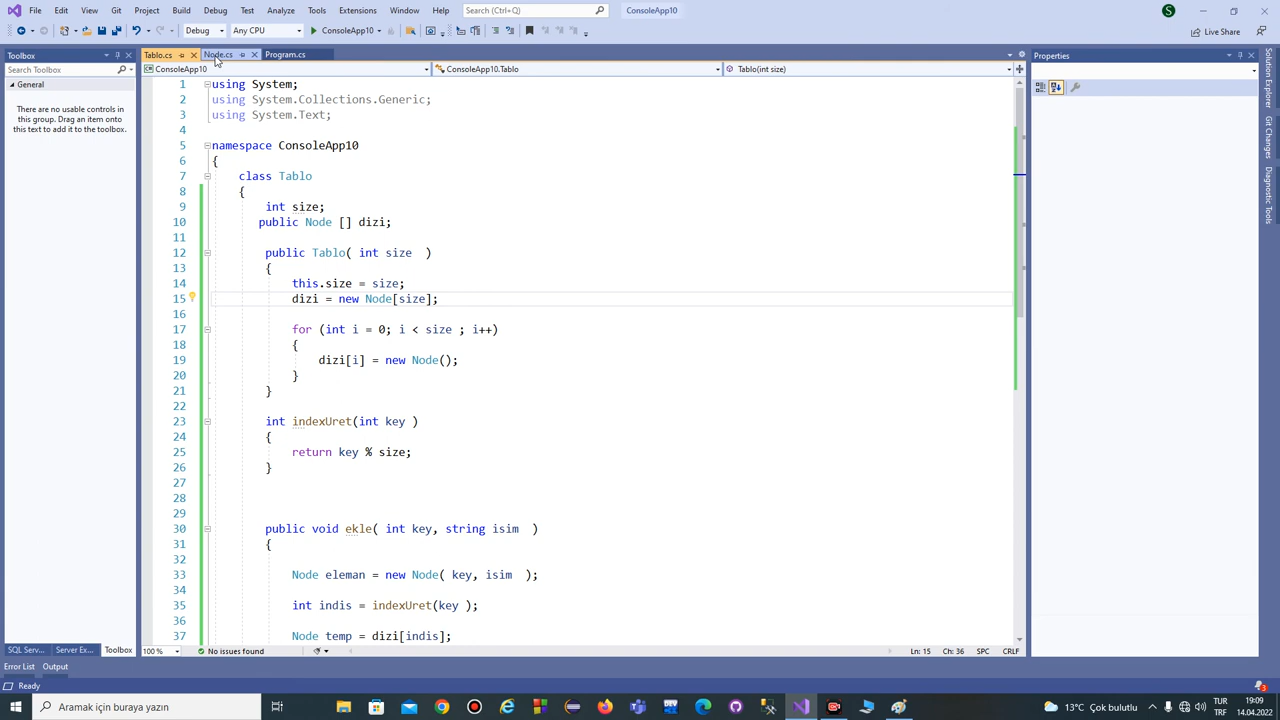 File Edit View Git Project Build Debug Test Analyze Tools Extensions Window Help Search (Ctrl+Q) ConsoleApp10 S
Debug Any CPU ConsoleApp10 Live Share
Toolbox Tablo.cs Node.cs Program.cs Properties
Search Toolbox ConsoleApp10 ConsoleApp10.Tablo Tablo(int size)
General
There are no usable controls in
this group. Drag an item onto
this text to add it to the toolbox.
1 using System;
2 using System.Collections.Generic;
3 using System.Text;
4
5 namespace ConsoleApp10
6 {
7 class Tablo
8 {
9 int size;
10 public Node [] dizi;
11
12 public Tablo( int size )
13 {
14 this.size = size;
15 dizi = new Node[size];
16
17 for (int i = 0; i < size ; i++)
18 {
19 dizi[i] = new Node();
20 }
21 }
22
23 int indexUret(int key )
24 {
25 return key % size;
26 }
27
28
29
30 public void ekle( int key, string isim )
31 {
32
33 Node eleman = new Node( key, isim );
34
35 int indis = indexUret(key );
36
37 Node temp = dizi[indis];
Solution Explorer
Git Changes
Diagnostic Tools
SQL Serv... Server Ex... Toolbox 100 % No issues found Ln: 15 Ch: 36 SPC CRLF
Error List Output
Ready 3
Aramak için buraya yazın DEV 13°C Çok bulutlu TUR 19:09
TRF 14.04.2022